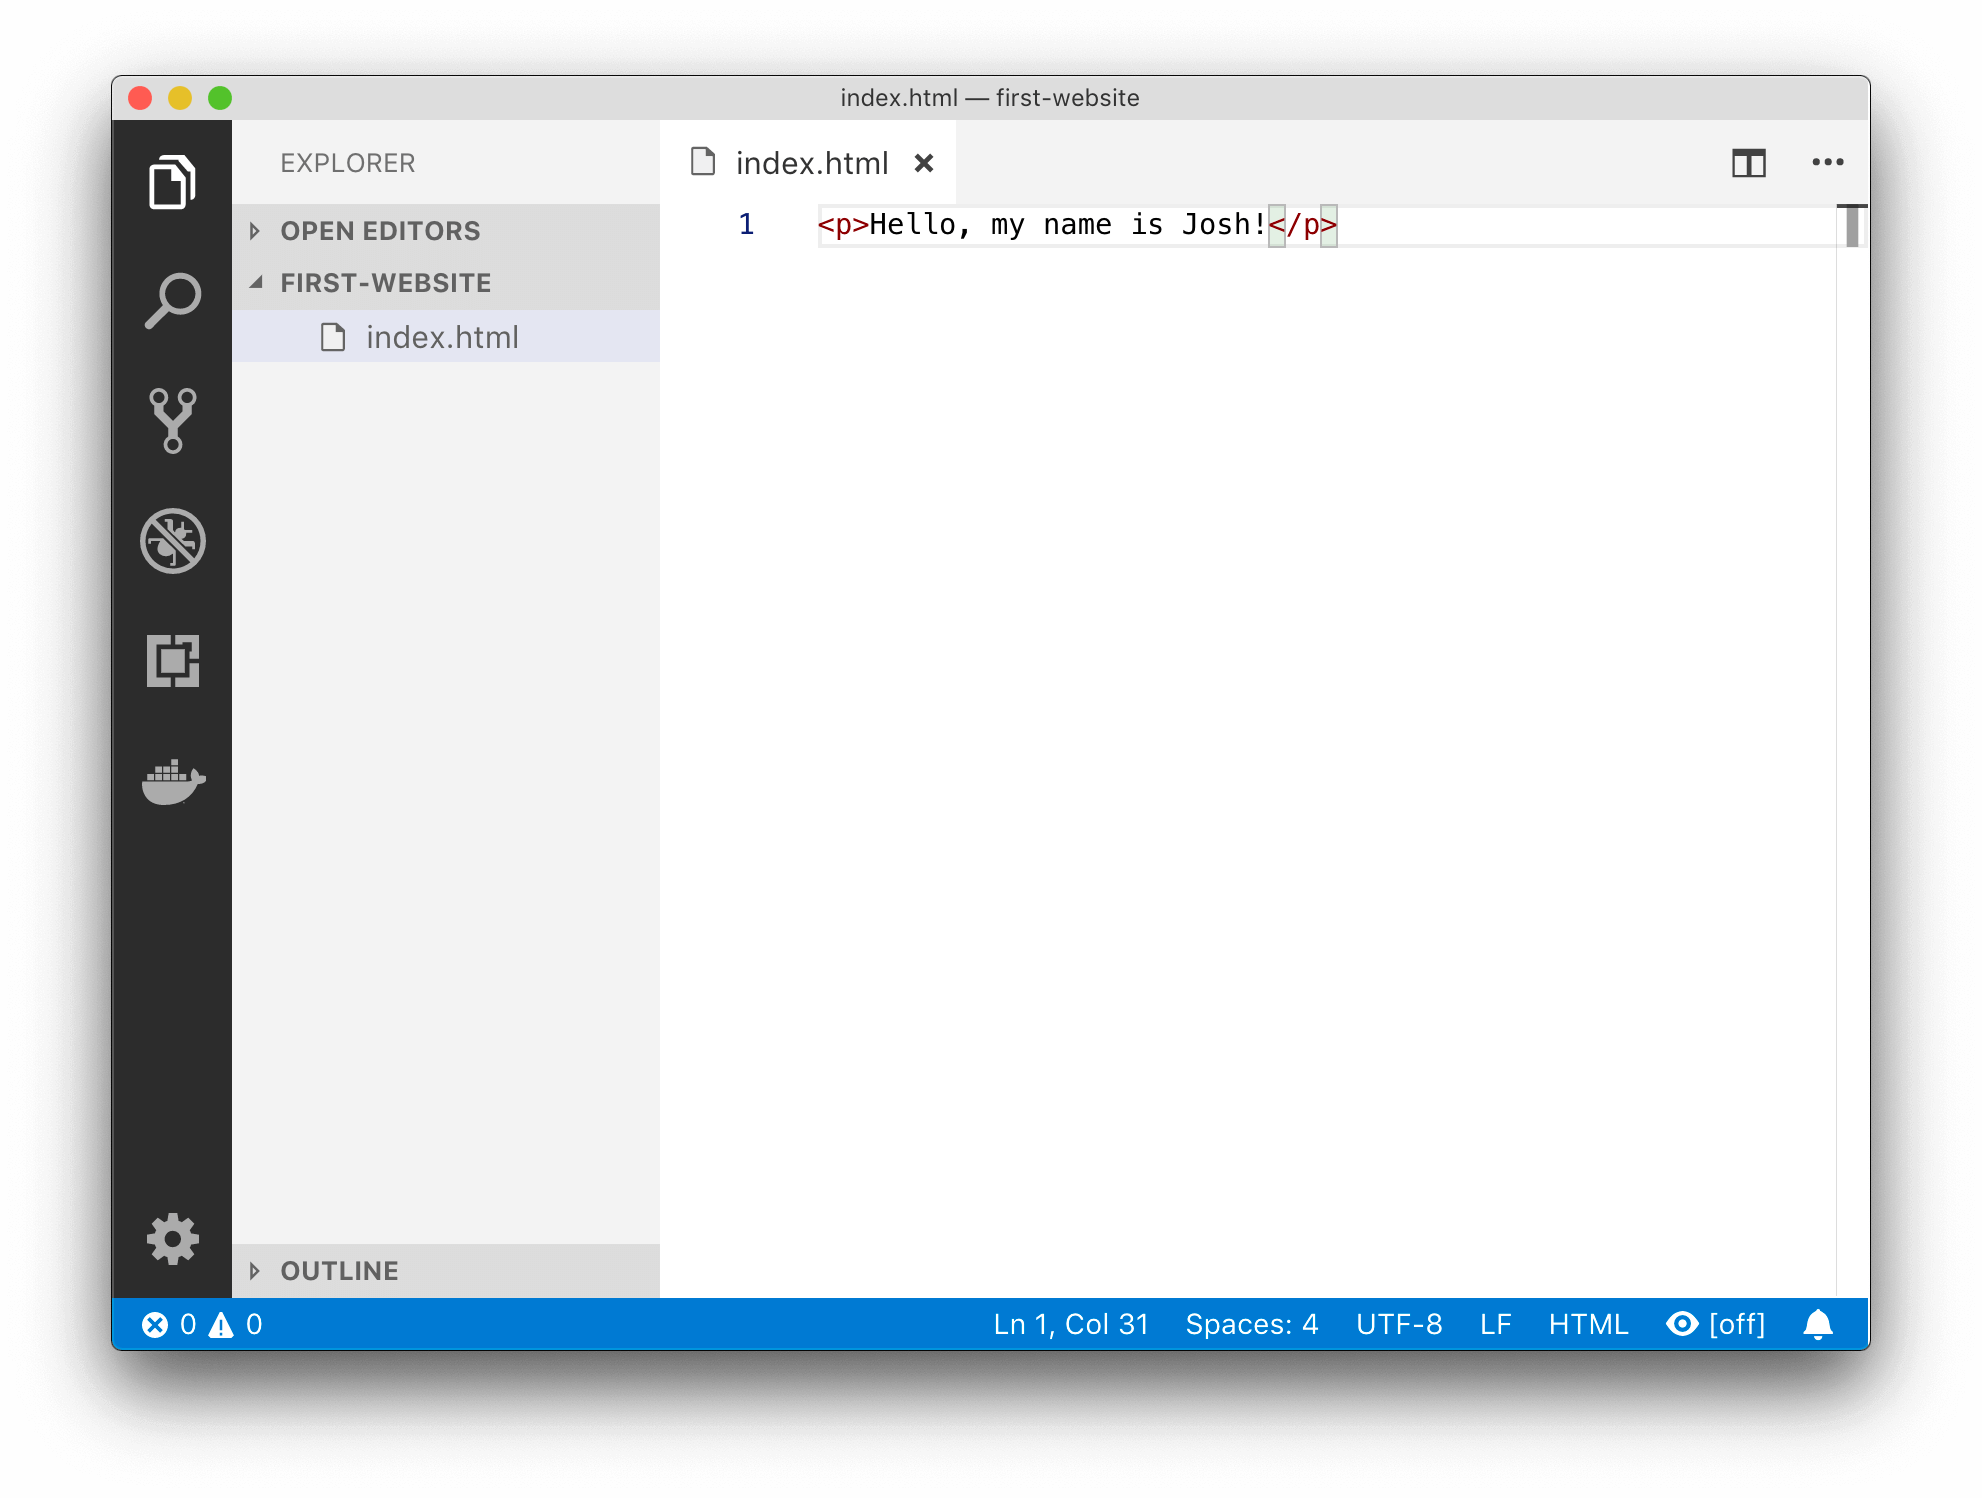 index.html — first-website
EXPLORER
OPEN EDITORS
FIRST-WEBSITE
index.html
OUTLINE
index.html
1 <p>Hello, my name is Josh!</p>
0 0 Ln 1, Col 31 Spaces: 4 UTF-8 LF HTML [off]